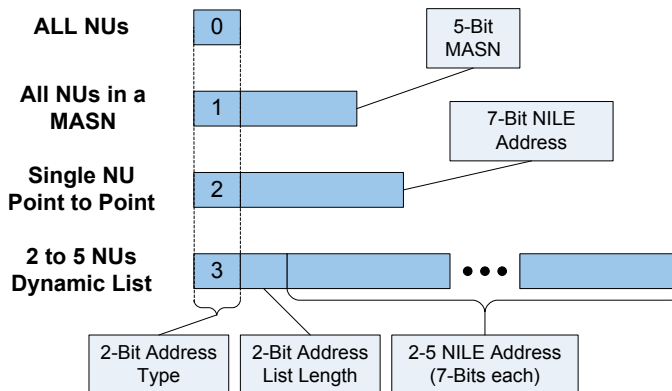 ALL NUs
0
5-Bit
MASN
All NUs in a
MASN
1
7-Bit NILE
Address
Single NU
Point to Point
2
2 to 5 NUs
Dynamic List
3
2-Bit Address
Type
2-Bit Address
List Length
2-5 NILE Address
(7-Bits each)